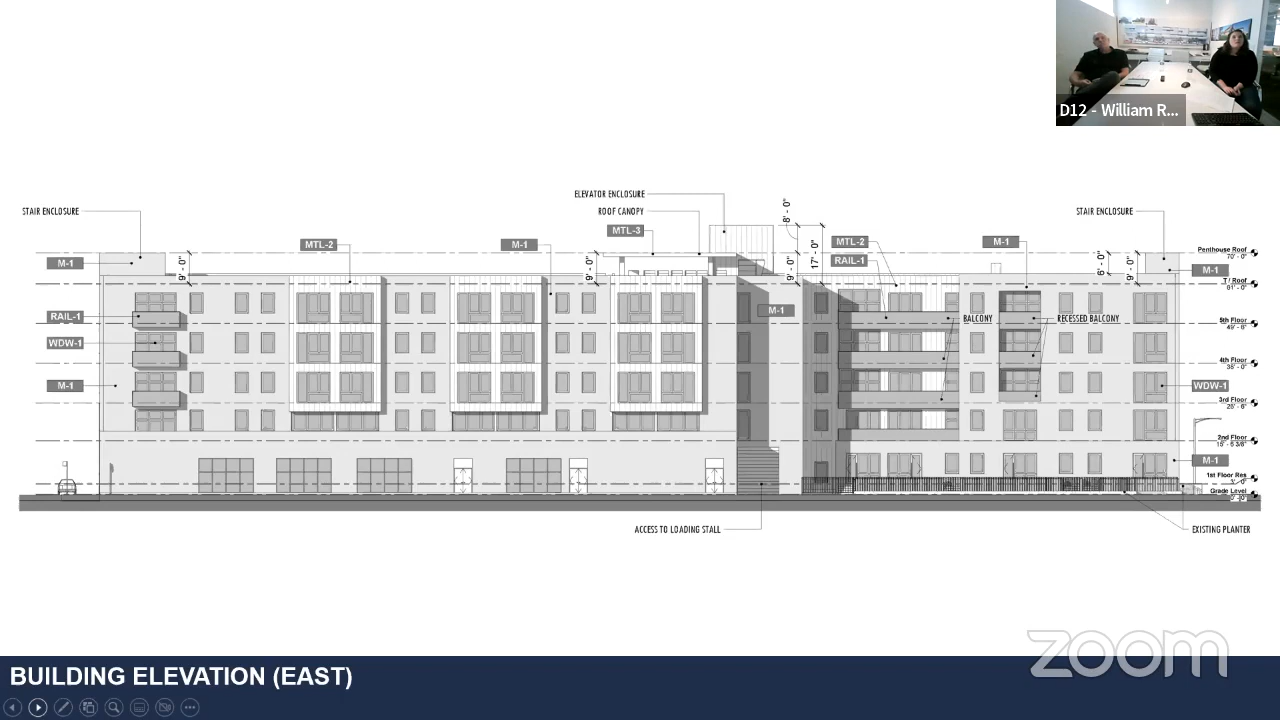 D12 - William R...
ELEVATOR ENCLOSURE
STAIR ENCLOSURE
ROOF CANOPY
STAIR ENCLOSURE
8' - 0"
MTL-3
MTL-2
M-1
MTL-2
M-1
17' - 0"
Penthouse Roof
70' - 0"
M-1
RAIL-1
9' - 0"
9' - 0"
9' - 0"
6' - 0"
9' - 0"
M-1
T / Roof
61' - 0"
RAIL-1
M-1
BALCONY
RECESSED BALCONY
5th Floor
49' - 6"
WDW-1
4th Floor
38' - 0"
M-1
WDW-1
3rd Floor
26' - 6"
2nd Floor
15' - 5 3/8"
M-1
1st Floor Res
Grade Level
ACCESS TO LOADING STALL
EXISTING PLANTER
zoom
BUILDING ELEVATION (EAST)